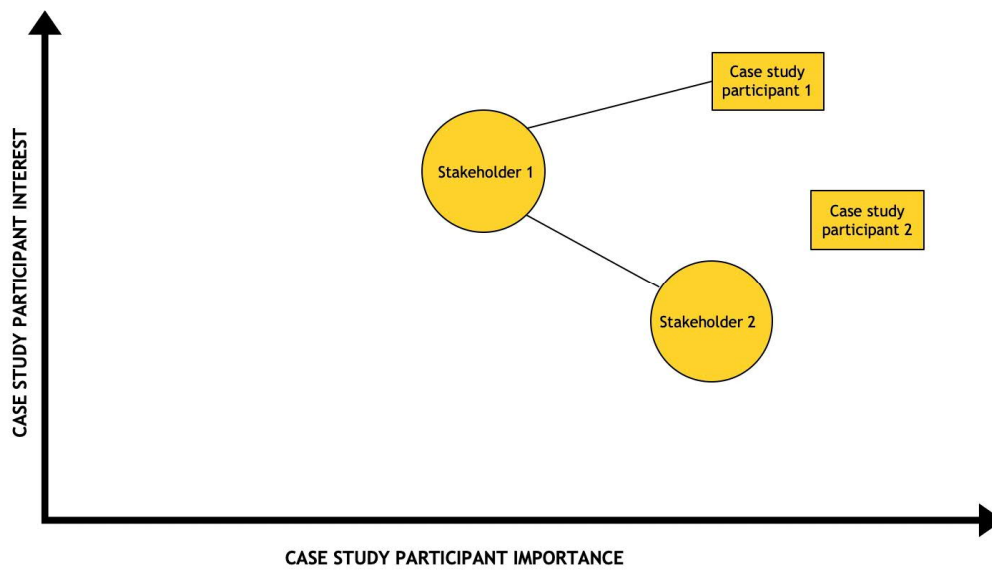 Case study
participant 1
Stakeholder 1
Case study
participant 2
Stakeholder 2
CASE STUDY PARTICIPANT INTEREST
CASE STUDY PARTICIPANT IMPORTANCE